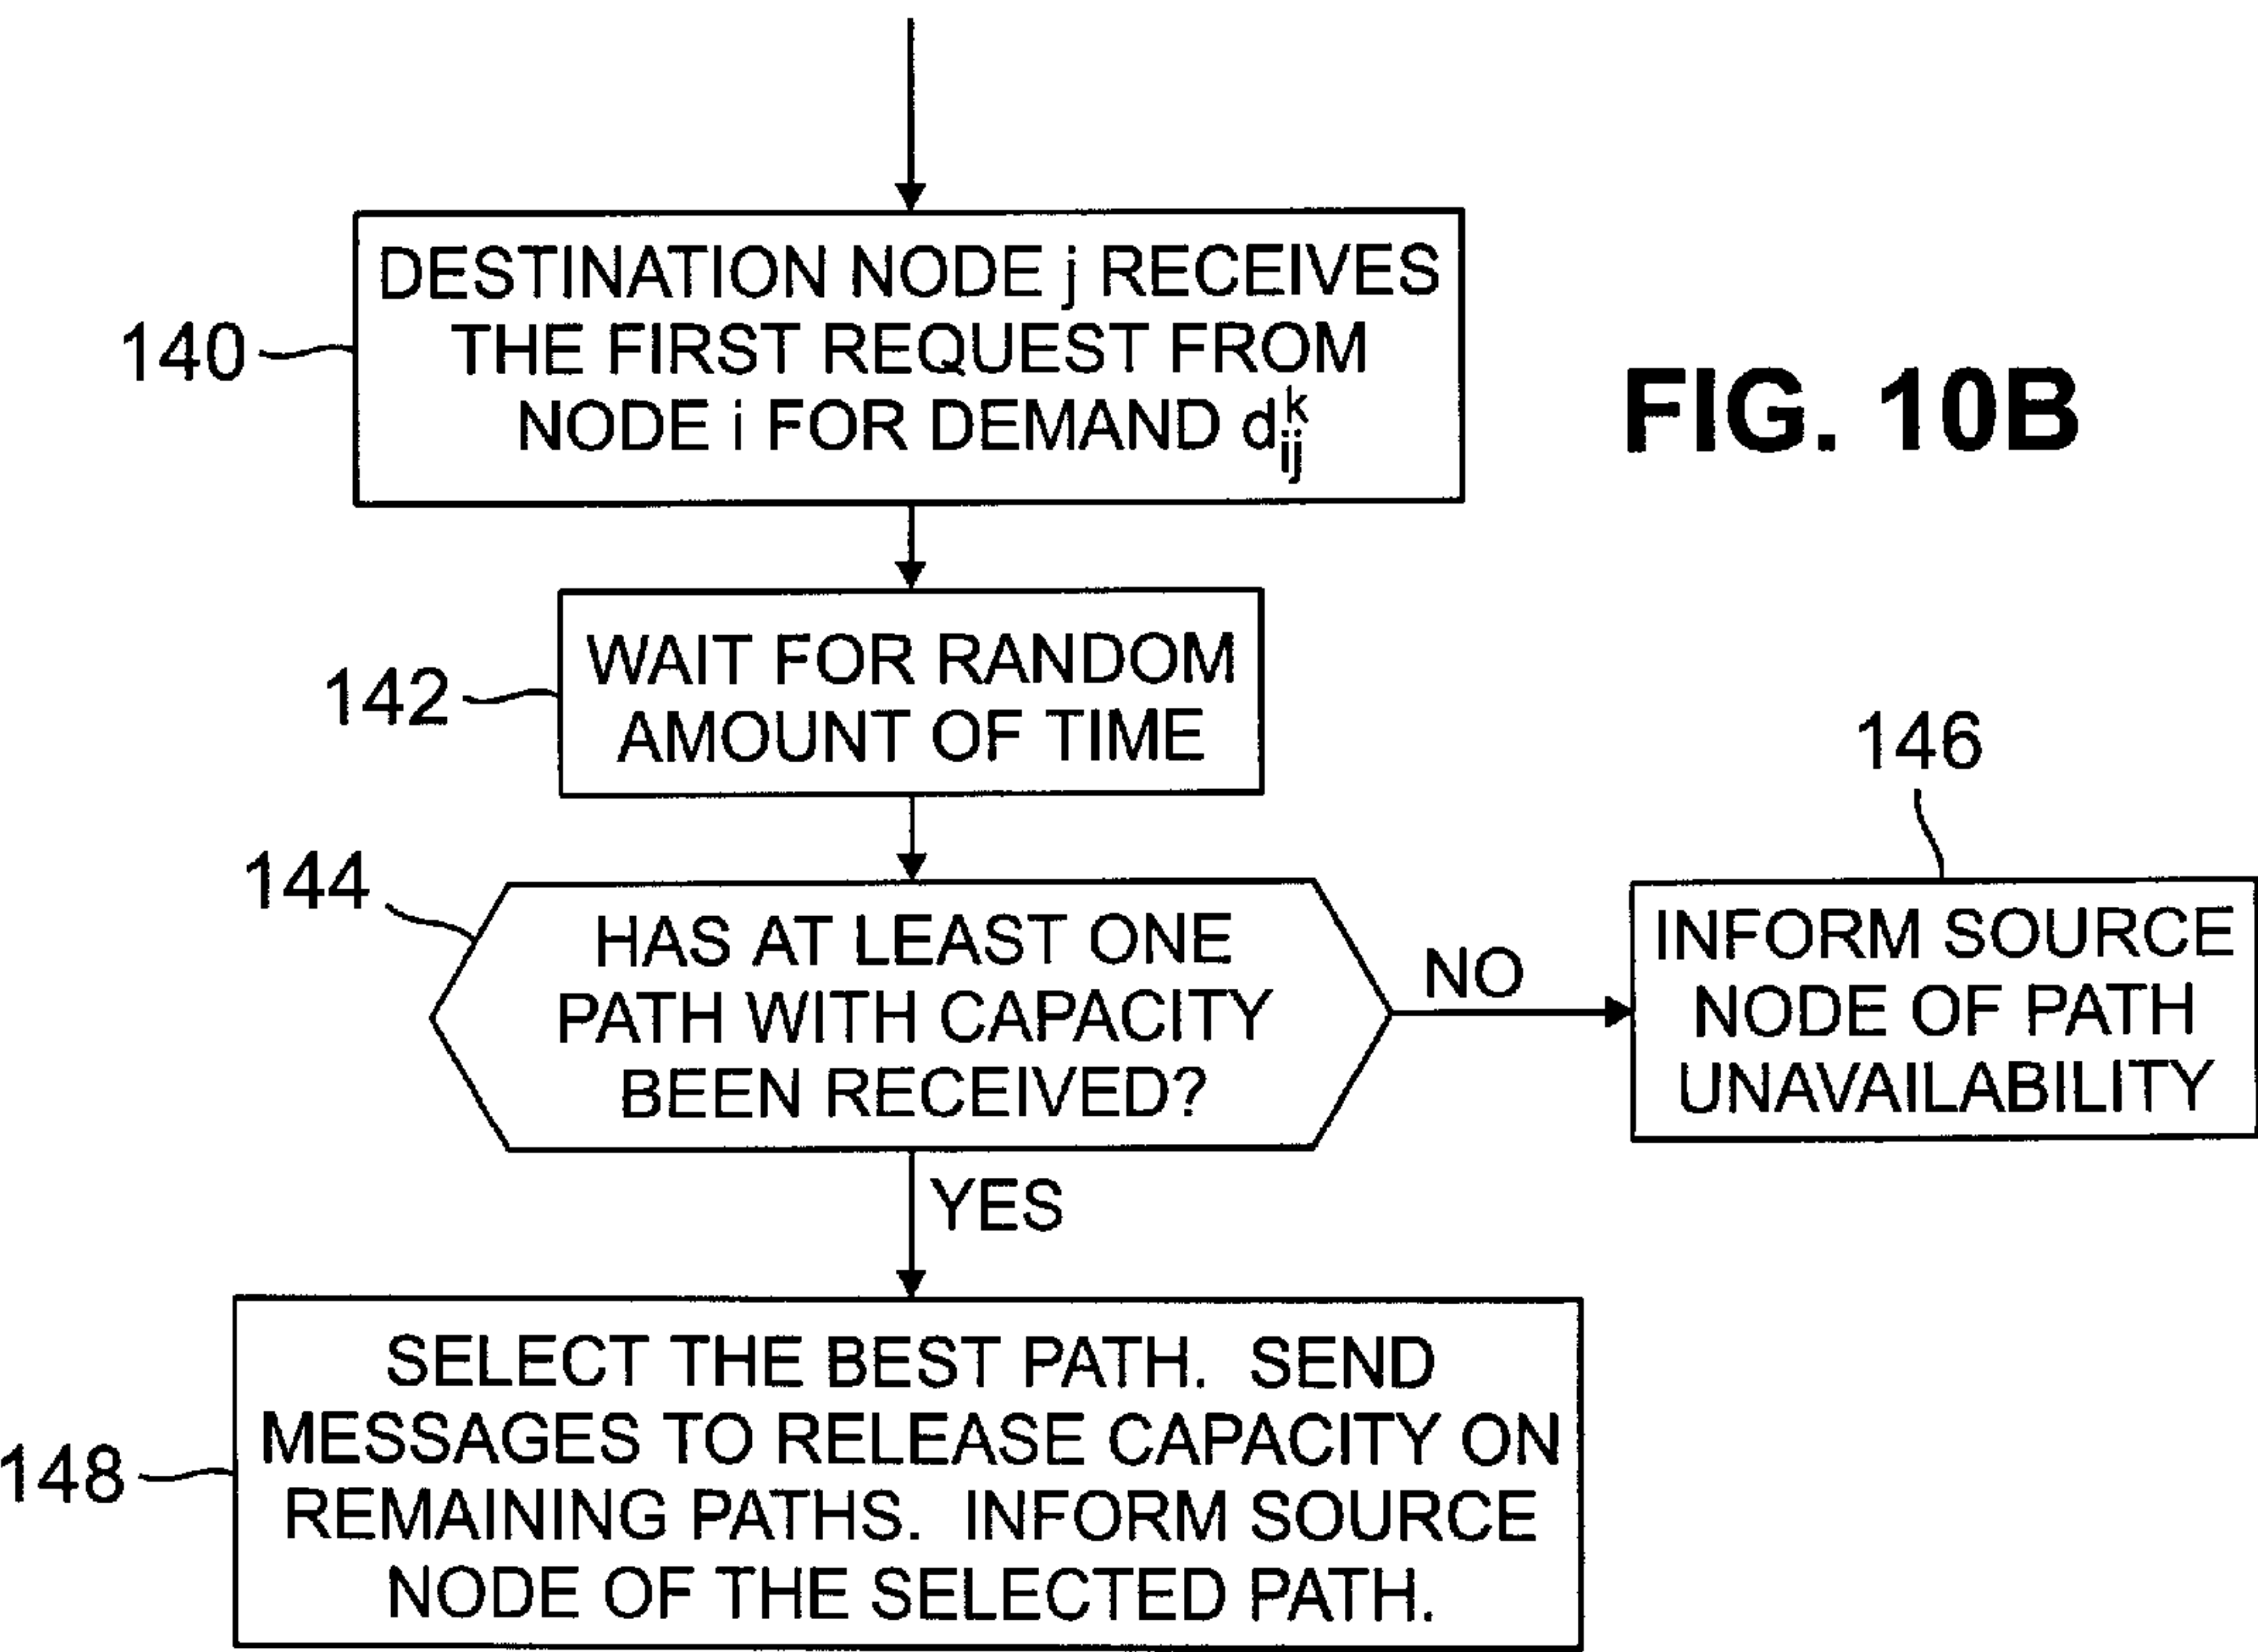 DESTINATION NODE j RECEIVES
THE FIRST REQUEST FROM
NODE i FOR DEMAND d_{ij}^{k}
140
FIG. 10B
WAIT FOR RANDOM
AMOUNT OF TIME
142
146
144
HAS AT LEAST ONE
PATH WITH CAPACITY
BEEN RECEIVED?
NO
INFORM SOURCE
NODE OF PATH
UNAVAILABILITY
YES
SELECT THE BEST PATH. SEND
MESSAGES TO RELEASE CAPACITY ON
REMAINING PATHS. INFORM SOURCE
NODE OF THE SELECTED PATH.
148